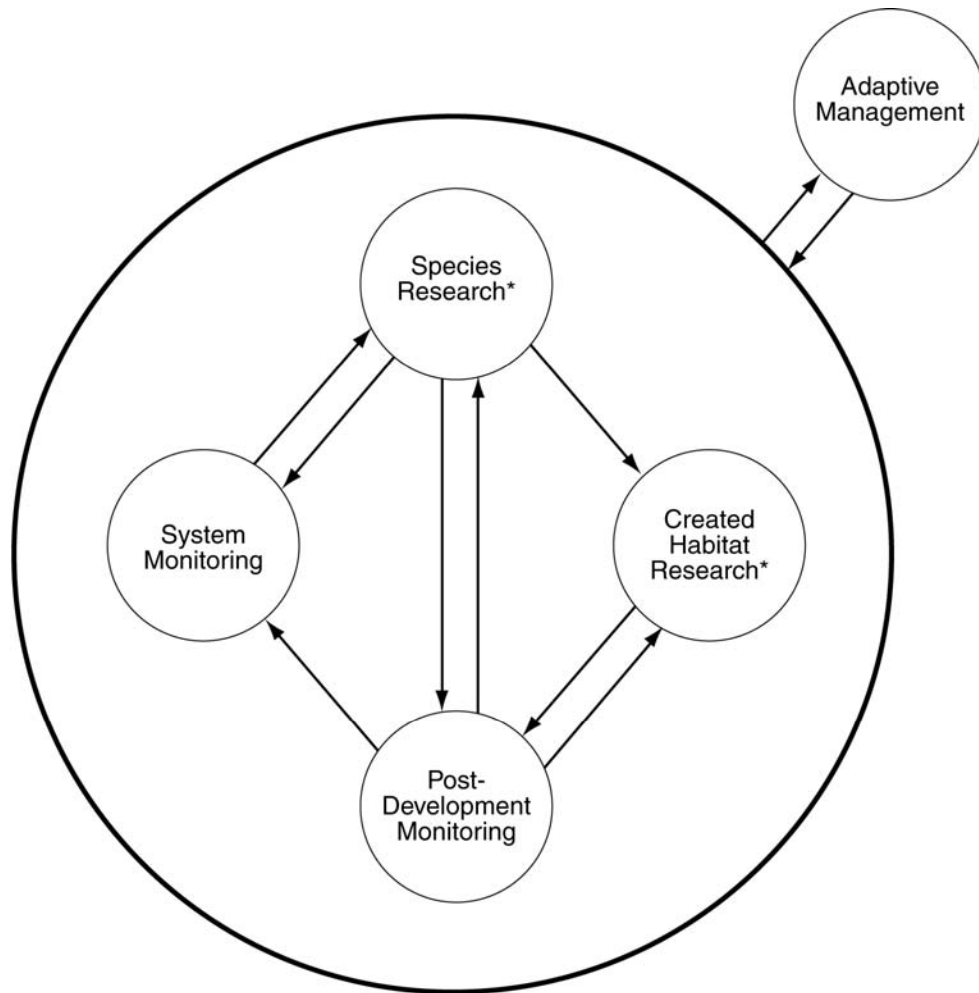 Adaptive
Management
Species
Research*
System
Monitoring
Created
Habitat
Research*
Post-
Development
Monitoring